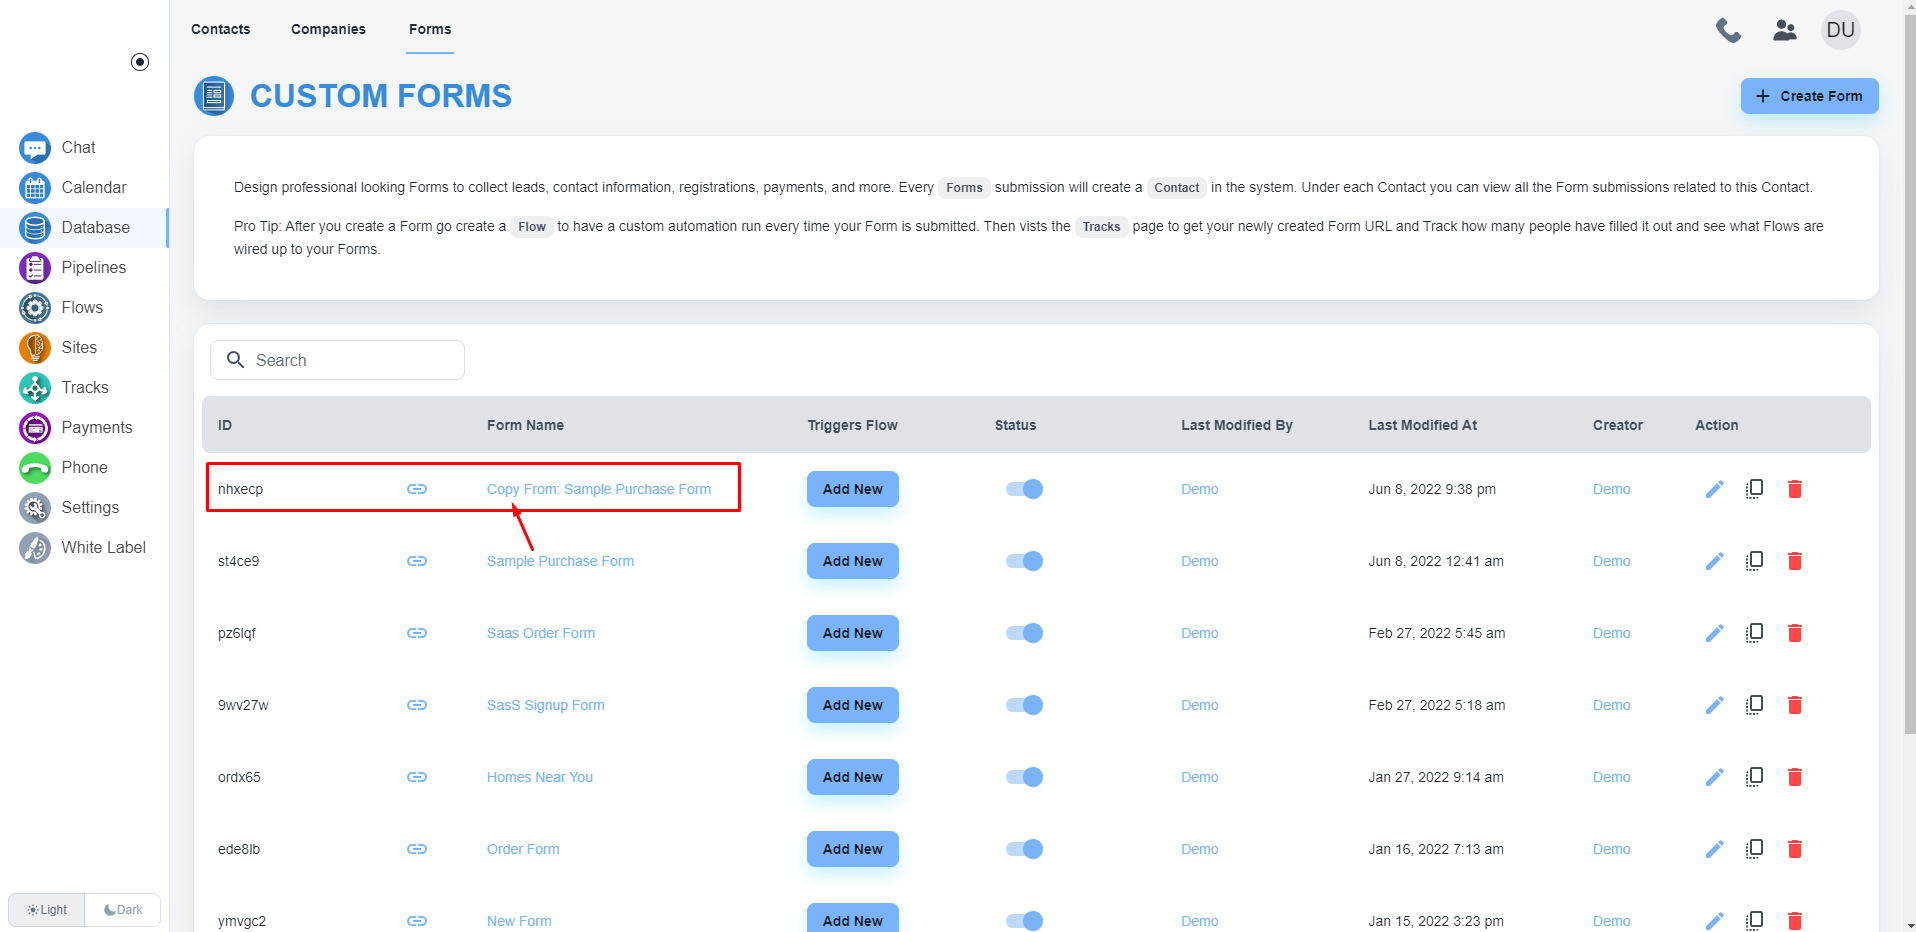 Contacts Companies Forms
DU
CUSTOM FORMS
+ Create Form
Chat
Calendar
Database
Pipelines
Flows
Sites
Tracks
Payments
Phone
Settings
White Label
Light Dark
Design professional looking Forms to collect leads, contact information, registrations, payments, and more. Every Forms submission will create a Contact in the system. Under each Contact you can view all the Form submissions related to this Contact.
Pro Tip: After you create a Form go create a Flow to have a custom automation run every time your Form is submitted. Then vists the Tracks page to get your newly created Form URL and Track how many people have filled it out and see what Flows are
wired up to your Forms.
Search
ID Form Name Triggers Flow Status Last Modified By Last Modified At Creator Action
nhxecp Copy From: Sample Purchase Form Add New Demo Jun 8, 2022 9:38 pm Demo
st4ce9 Sample Purchase Form Add New Demo Jun 8, 2022 12:41 am Demo
pz6lqf Saas Order Form Add New Demo Feb 27, 2022 5:45 am Demo
9wv27w SasS Signup Form Add New Demo Feb 27, 2022 5:18 am Demo
ordx65 Homes Near You Add New Demo Jan 27, 2022 9:14 am Demo
ede8lb Order Form Add New Demo Jan 16, 2022 7:13 am Demo
ymvgc2 New Form Add New Demo Jan 15, 2022 3:23 pm Demo